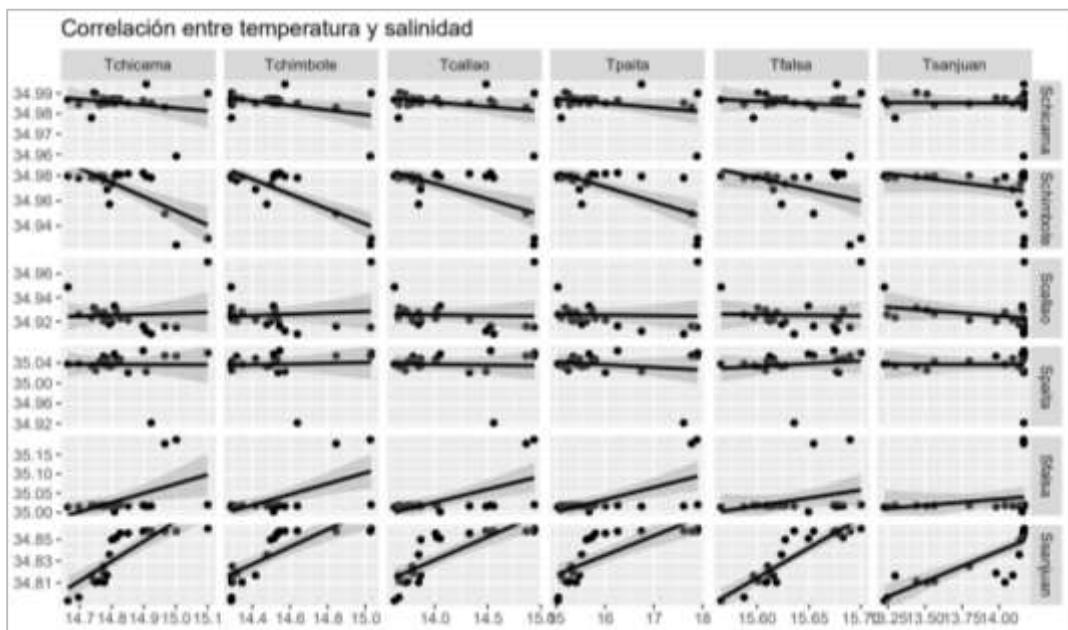 Correlación entre temperatura y salinidad
Tchicama Tchimbote Tcallao Tpaita Tfalsa Tsanjuan
34.99
34.98
34.97
34.96
Schicama
34.98
34.96
34.94
Schimbote
34.96
34.94
34.92
Scallao
35.04
35.00
34.96
34.92
Spaita
35.15
35.10
35.05
35.00
Sfalsa
34.85
34.83
34.81
Ssanjuan
14.7 14.8 14.9 15.0 15.1 14.4 14.6 14.8 15.0 14.0 14.5 15.0 15 16 17 18 15.60 15.65 15.70 13.25 13.50 13.75 14.00